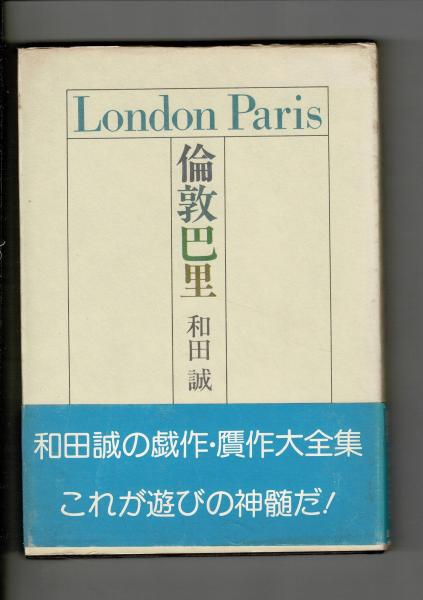 London Paris
倫敦巴里
和田誠
和田誠の戯作・贋作大全集
これが遊びの神髄だ!